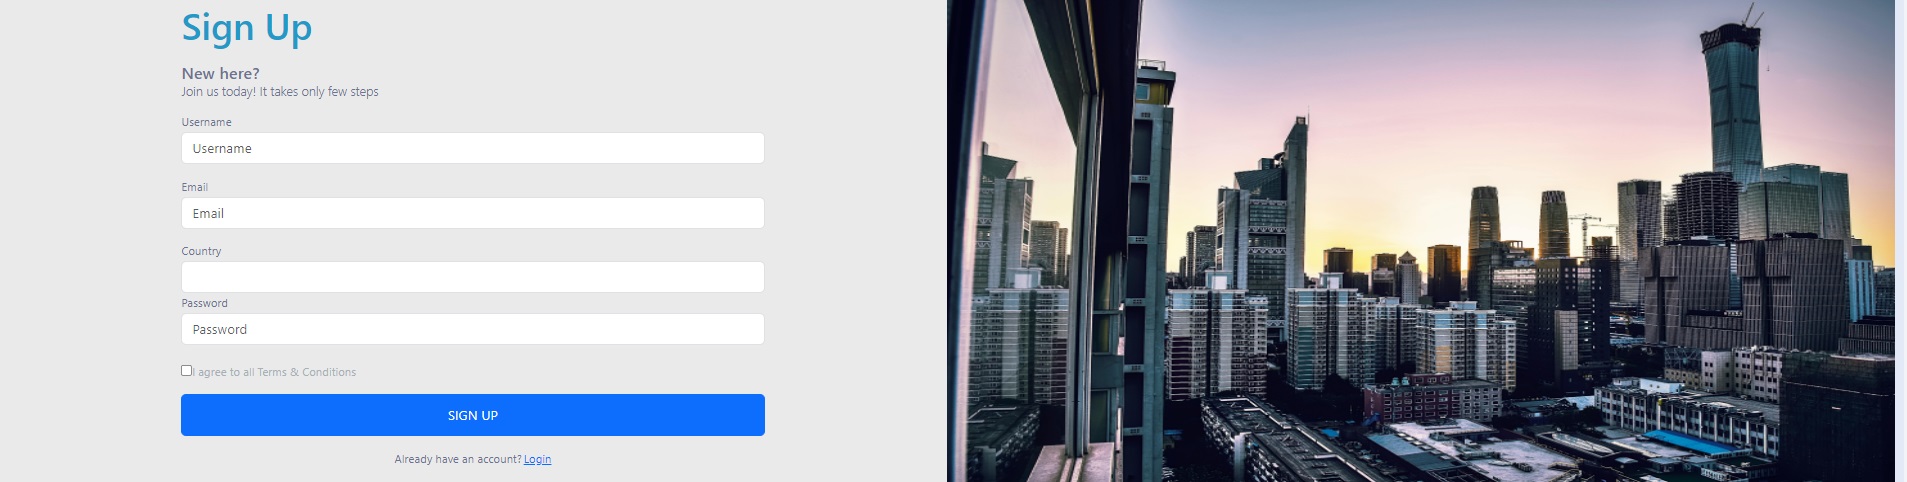 Sign Up
New here?
Join us today! It takes only few steps
Username
Username
Email
Email
Country
Password
Password
I agree to all Terms & Conditions
SIGN UP
Already have an account? Login